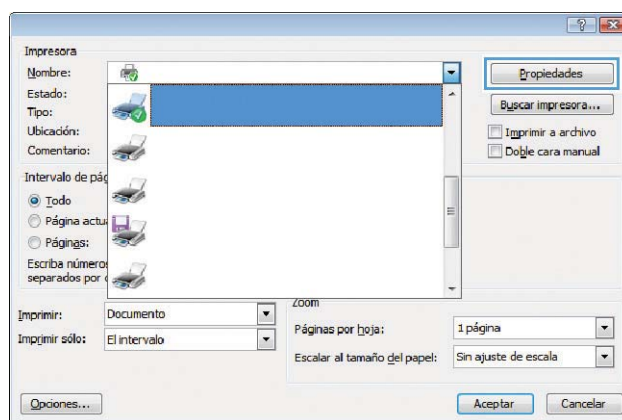 Impresora
Nombre:
Propiedades
Estado:
Tipo:
Buscar impresora...
Ubicación:
Imprimir a archivo
Comentario:
Doble cara manual
Intervalo de pág
Todo
Página actu
Páginas:
Escriba números
separados por c
Zoom
Imprimir:
Documento
Páginas por hoja:
1 página
Imprimir sólo:
El intervalo
Escalar al tamaño del papel:
Sin ajuste de escala
Opciones...
Aceptar
Cancelar